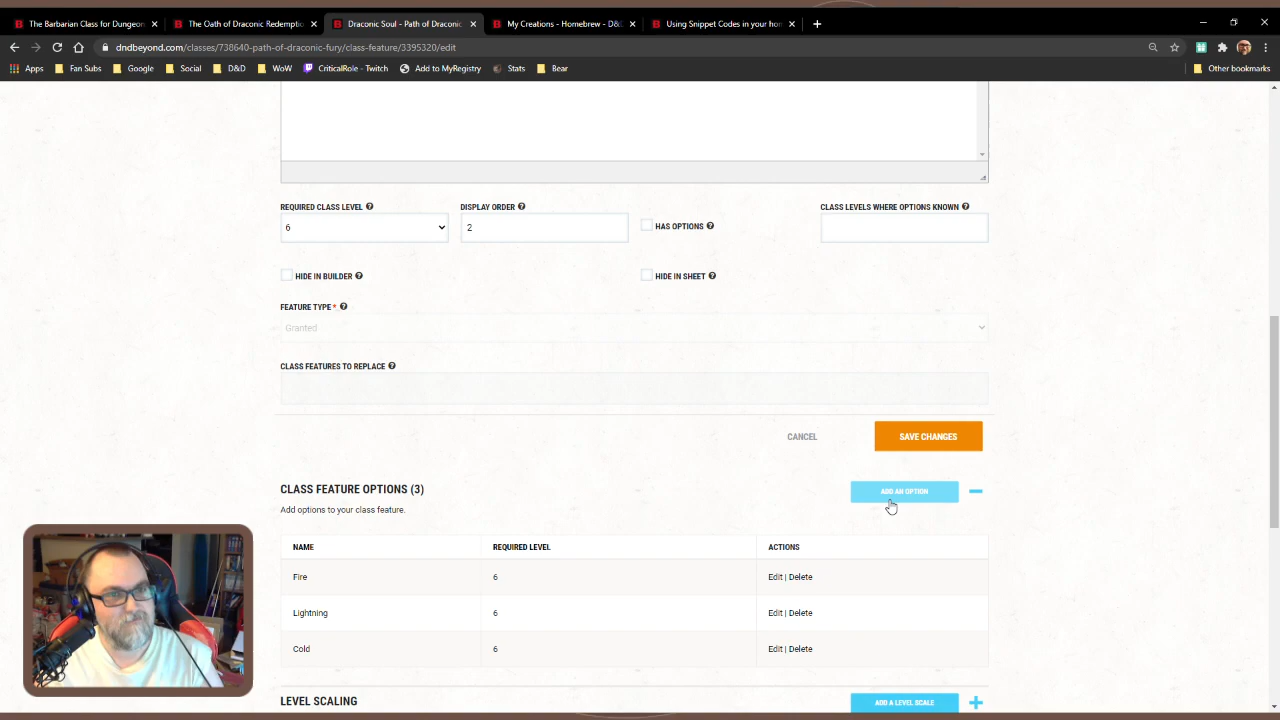 The Barbarian Class for Dungeon
The Oath of Draconic Redemptio
Draconic Soul - Path of Draconic
My Creations - Homebrew - D&D
Using Snippet Codes in your hom
dndbeyond.com/classes/738640-path-of-draconic-fury/class-feature/3395320/edit
Apps Fan Subs Google Social D&D WoW CriticalRole - Twitch Add to MyRegistry Stats Bear Other bookmarks
REQUIRED CLASS LEVEL DISPLAY ORDER HAS OPTIONS CLASS LEVELS WHERE OPTIONS KNOWN
6 2
HIDE IN BUILDER HIDE IN SHEET
FEATURE TYPE *
Granted
CLASS FEATURES TO REPLACE
CANCEL SAVE CHANGES
CLASS FEATURE OPTIONS (3) ADD AN OPTION
Add options to your class feature.
NAME REQUIRED LEVEL ACTIONS
Fire 6 Edit | Delete
Lightning 6 Edit | Delete
Cold 6 Edit | Delete
LEVEL SCALING ADD A LEVEL SCALE